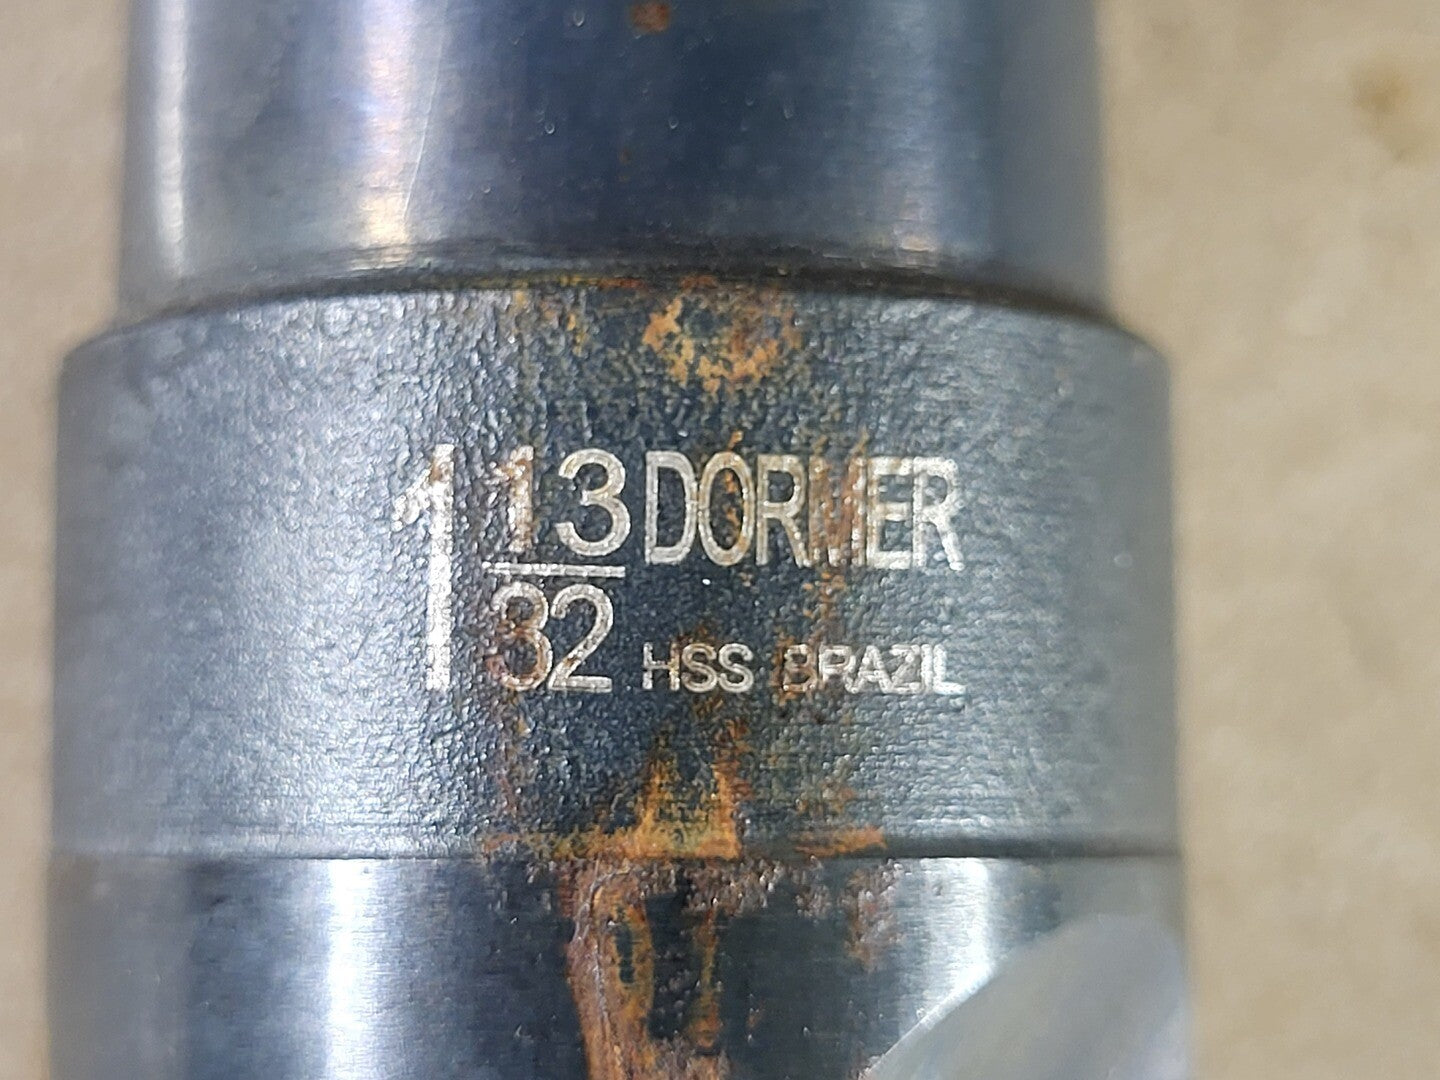 1 13/32 DORMER
HSS BRAZIL